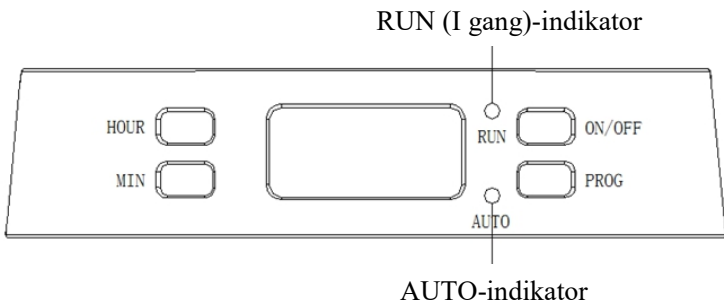 RUN (I gang)-indikator
HOUR
RUN
ON/OFF
MIN
PROG
AUTO
AUTO-indikator